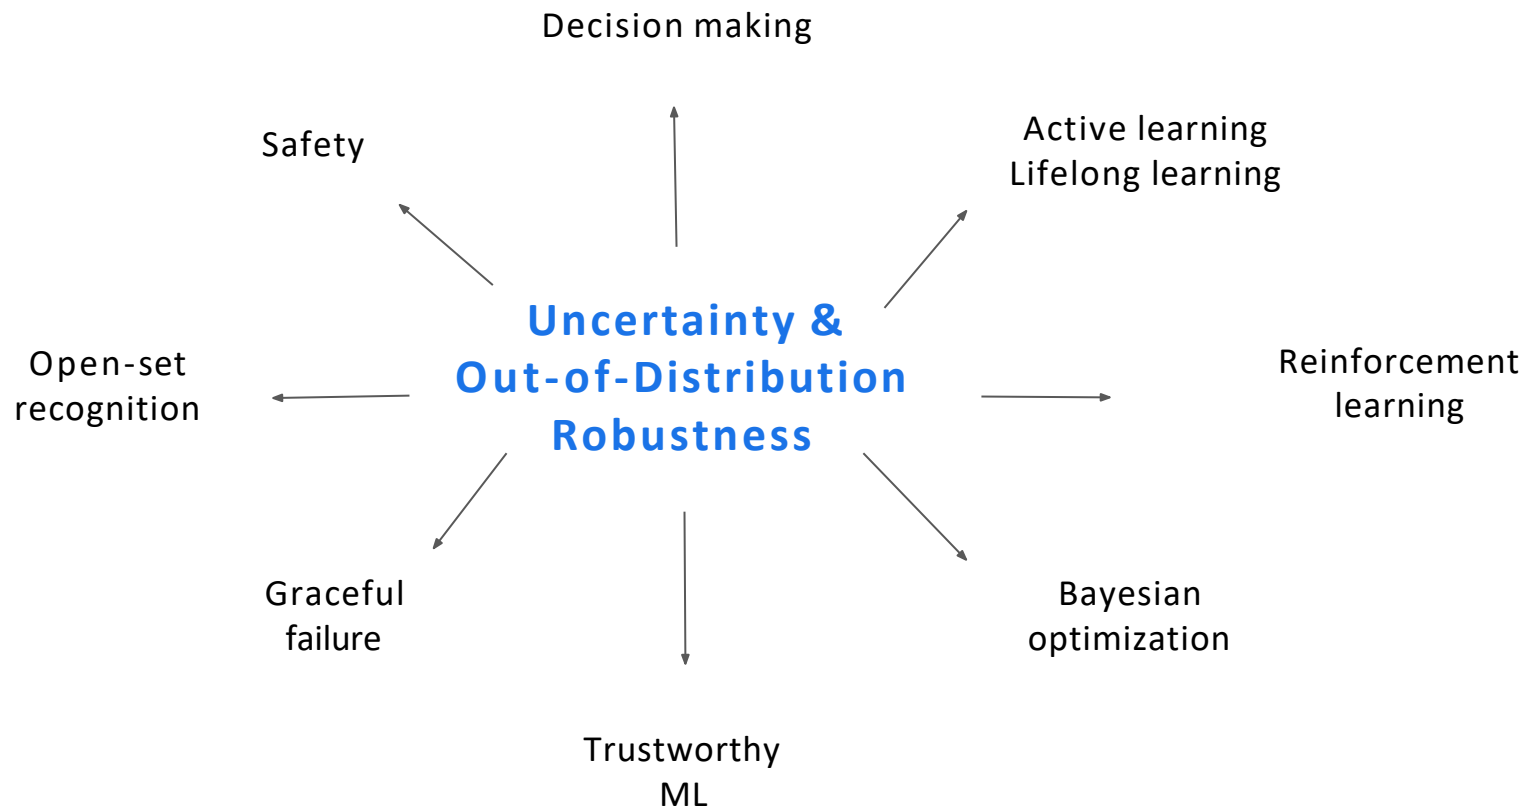 Decision making
Safety
Active learning
Lifelong learning
Uncertainty &
Out-of-Distribution
Robustness
Open-set
recognition
Reinforcement
learning
Graceful
failure
Bayesian
optimization
Trustworthy
ML